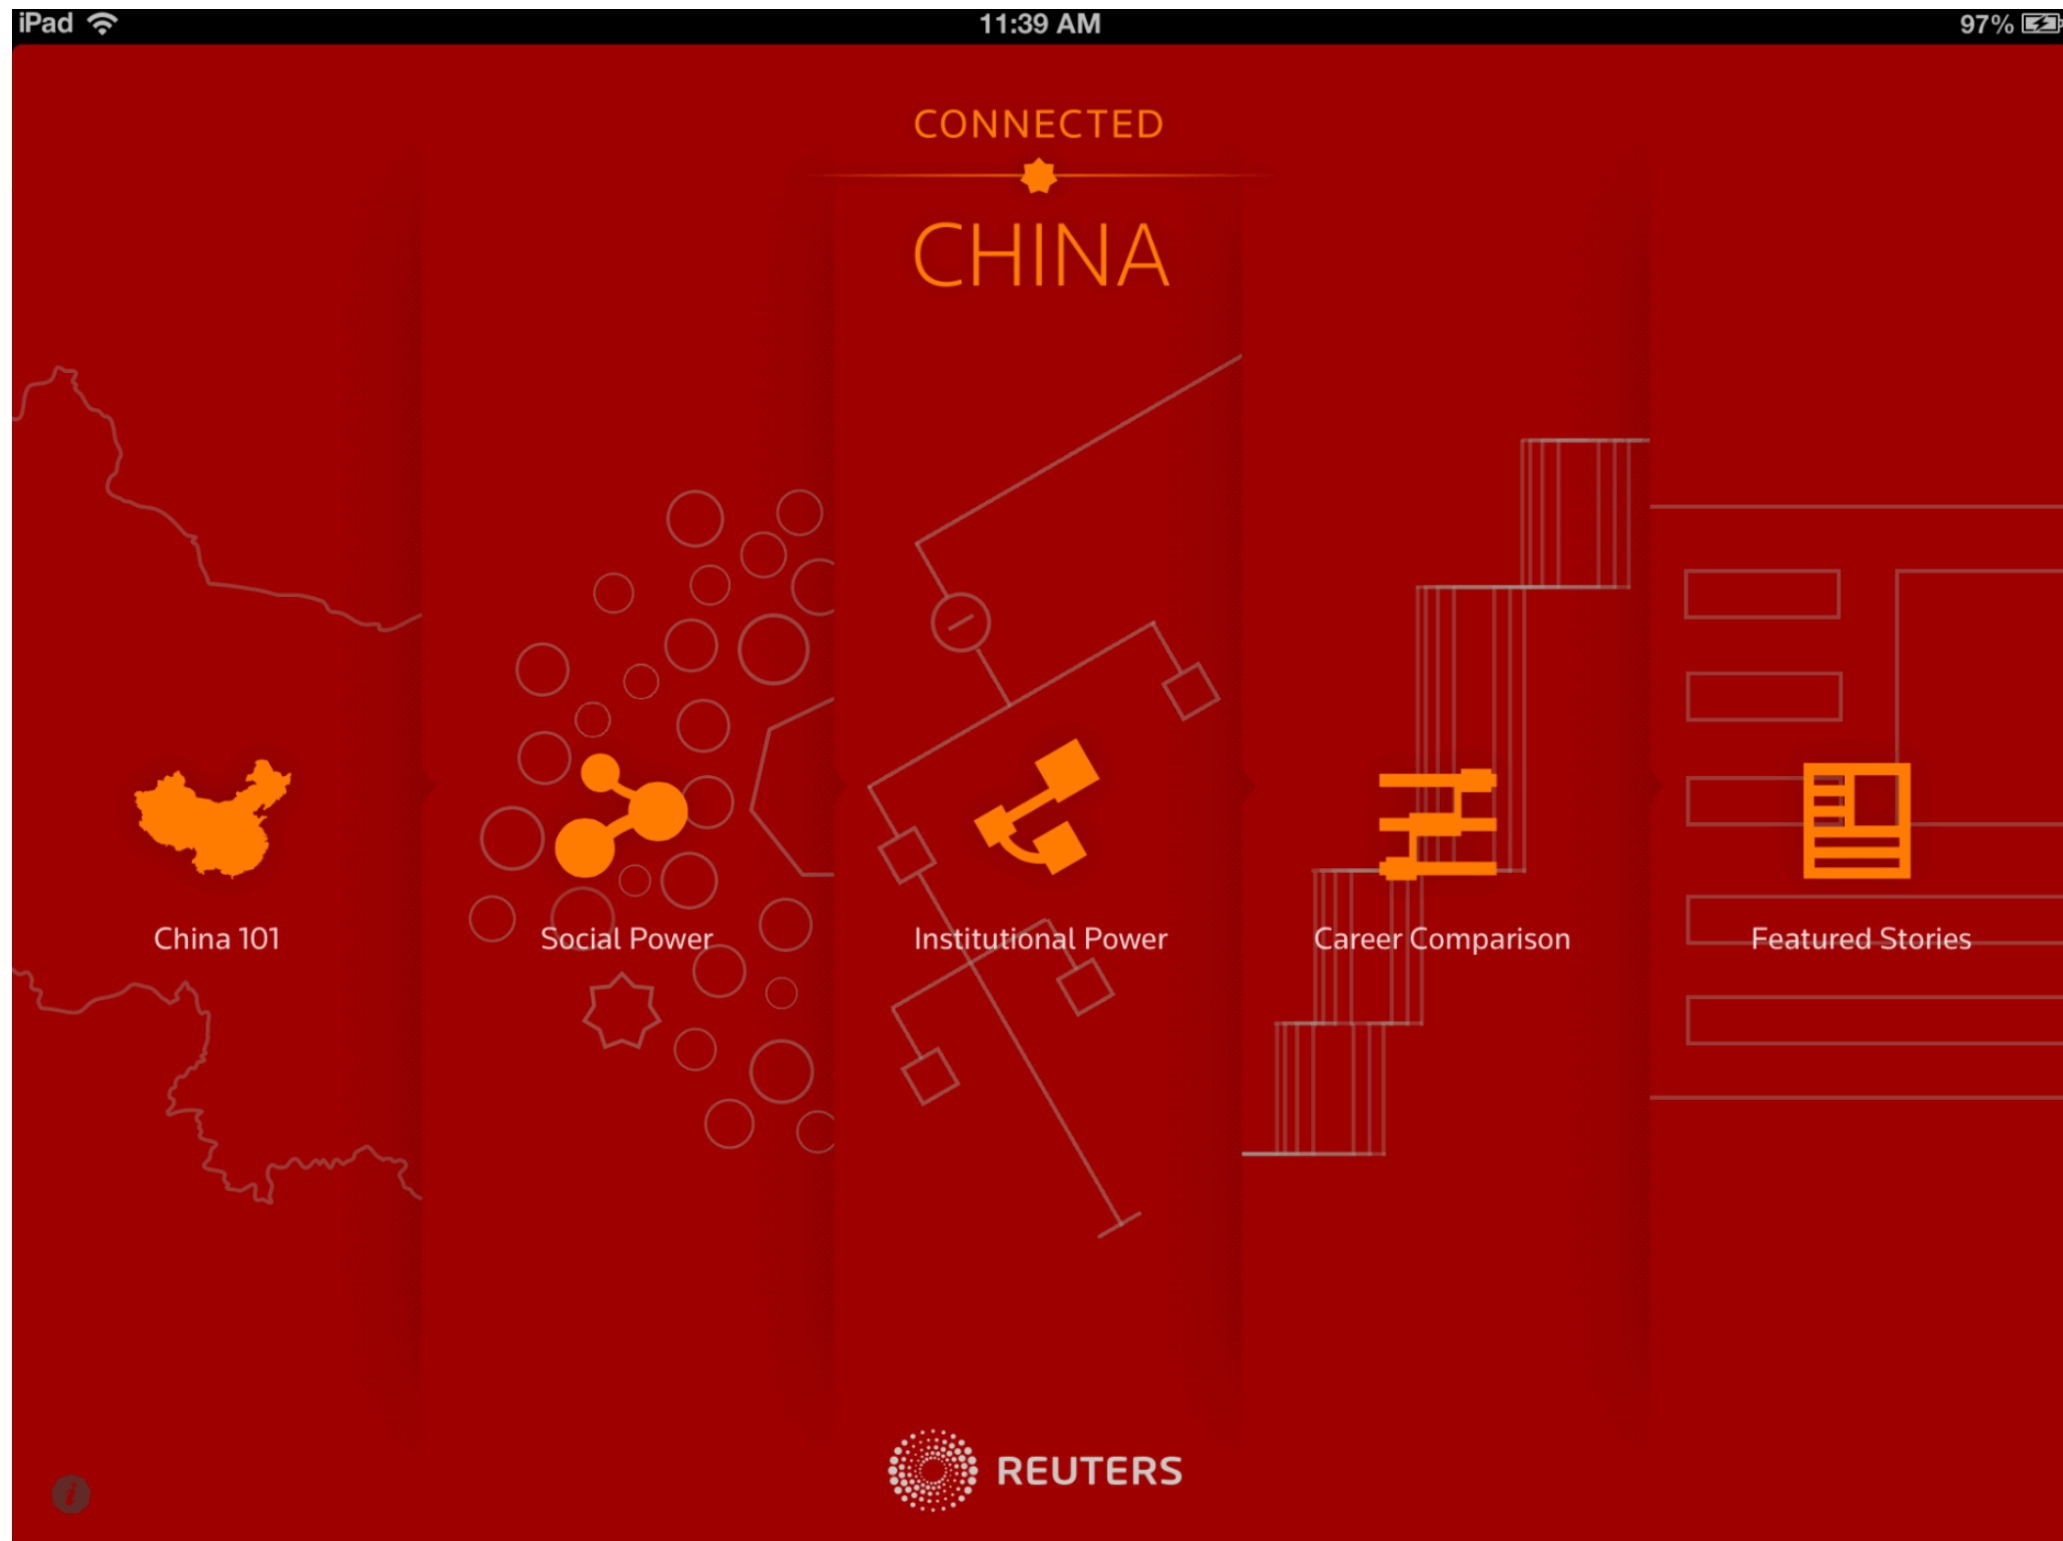 iPad
11:39 AM
97%
CONNECTED
CHINA
China 101
Social Power
Institutional Power
Career Comparison
Featured Stories
REUTERS
i